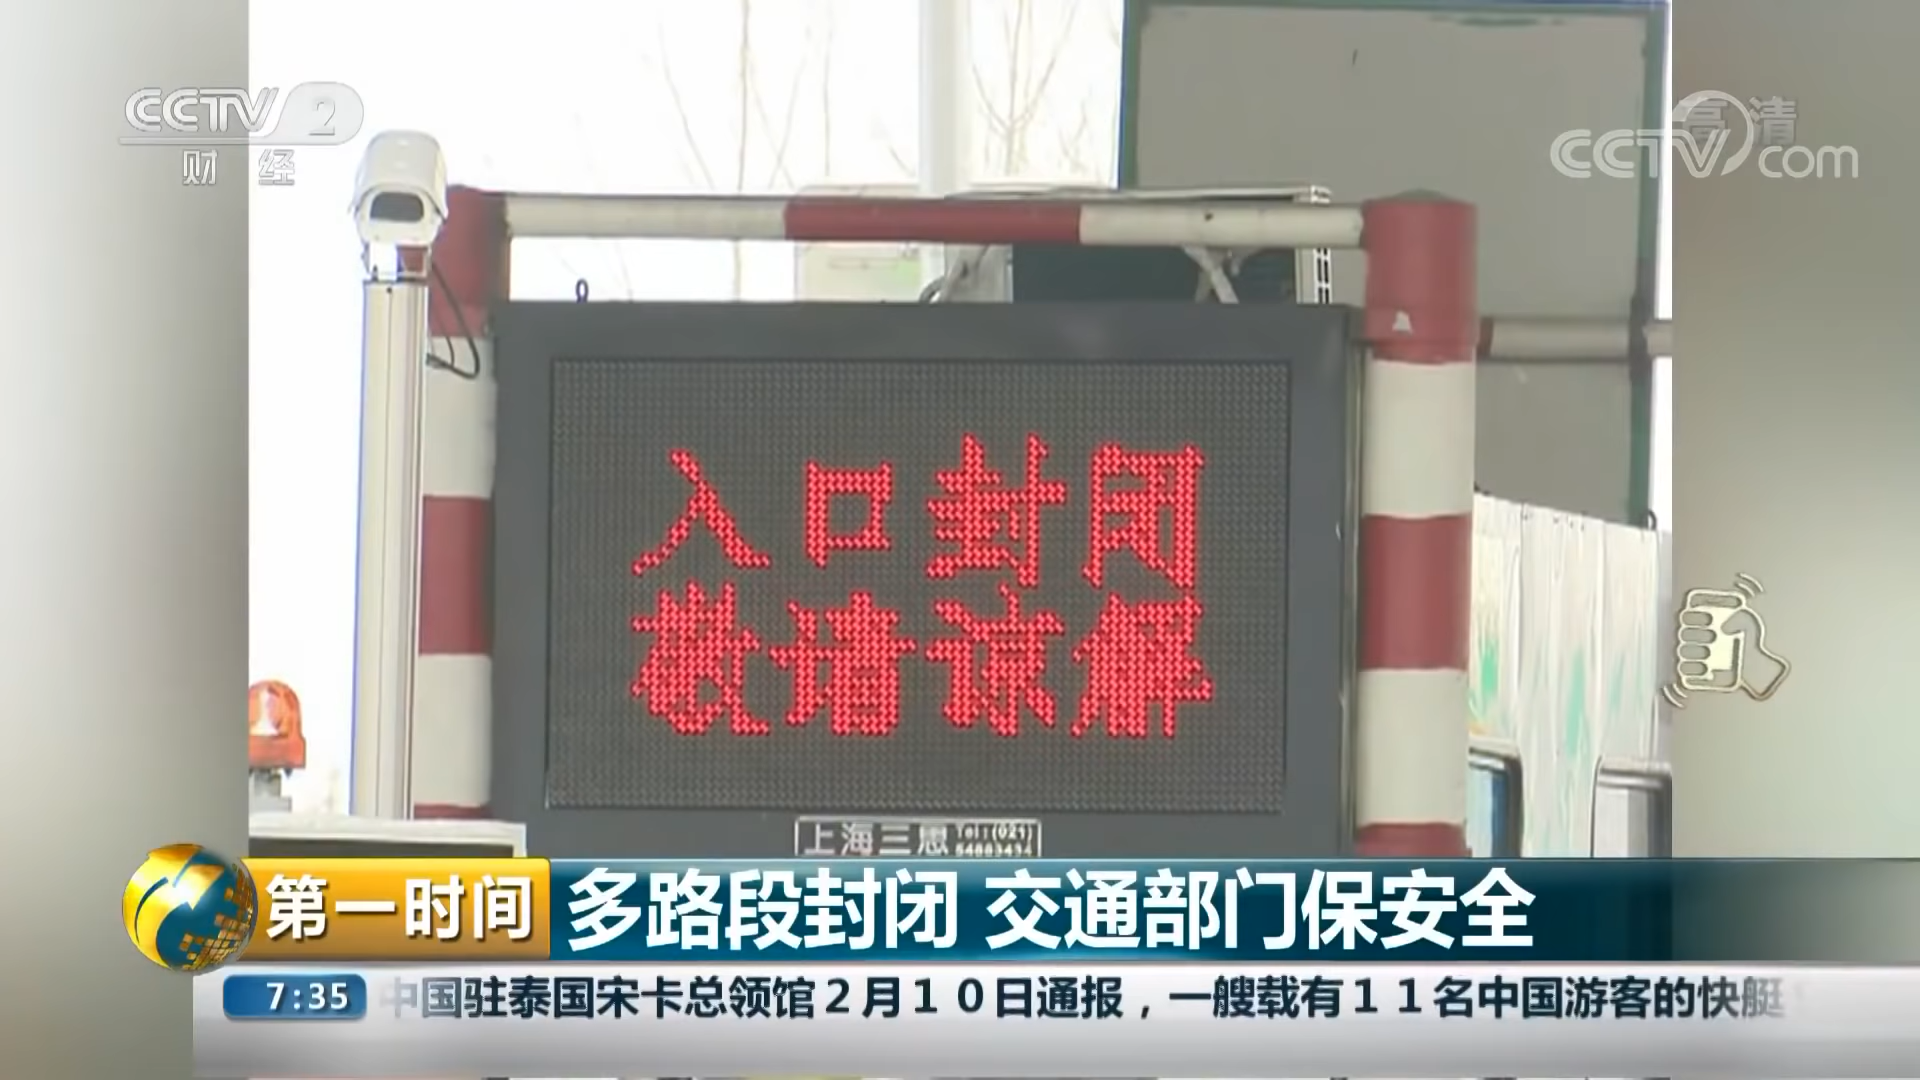 CCTV 2
财 经
高清
CCTV.com
入口封闭
敬请谅解
上海三思 Tel:(021)
54883434
第一时间
多路段封闭 交通部门保安全
7:35
中国驻泰国宋卡总领馆2月10日通报，一艘载有11名中国游客的快艇